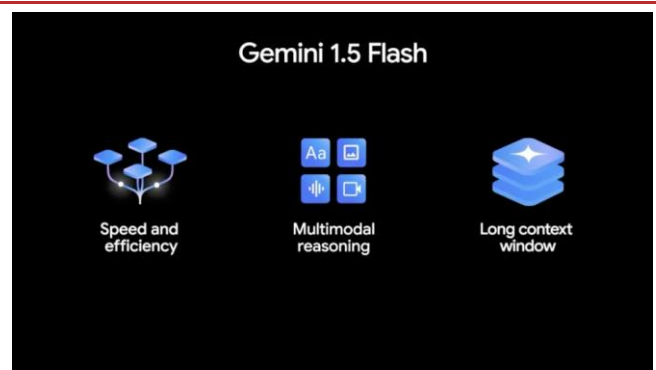 Gemini 1.5 Flash
Aa
Speed and
efficiency
Multimodal
reasoning
Long context
window